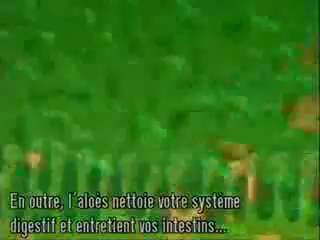 En outre, l'aloès nettoie votre système
digestif et entretient vos intestins...